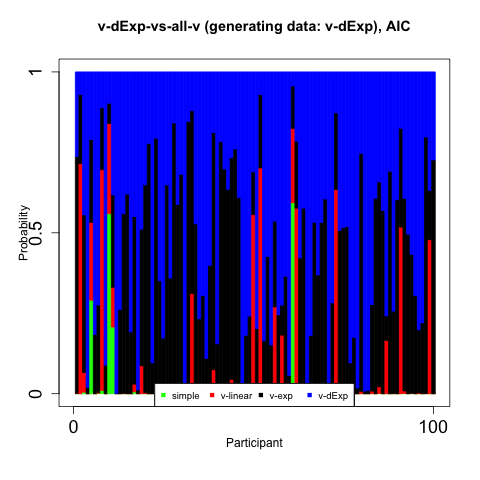 v-dExp-vs-all-v (generating data: v-dExp), AIC
1
0.5
0
Probability
simple v-linear v-exp v-dExp
0 100
Participant